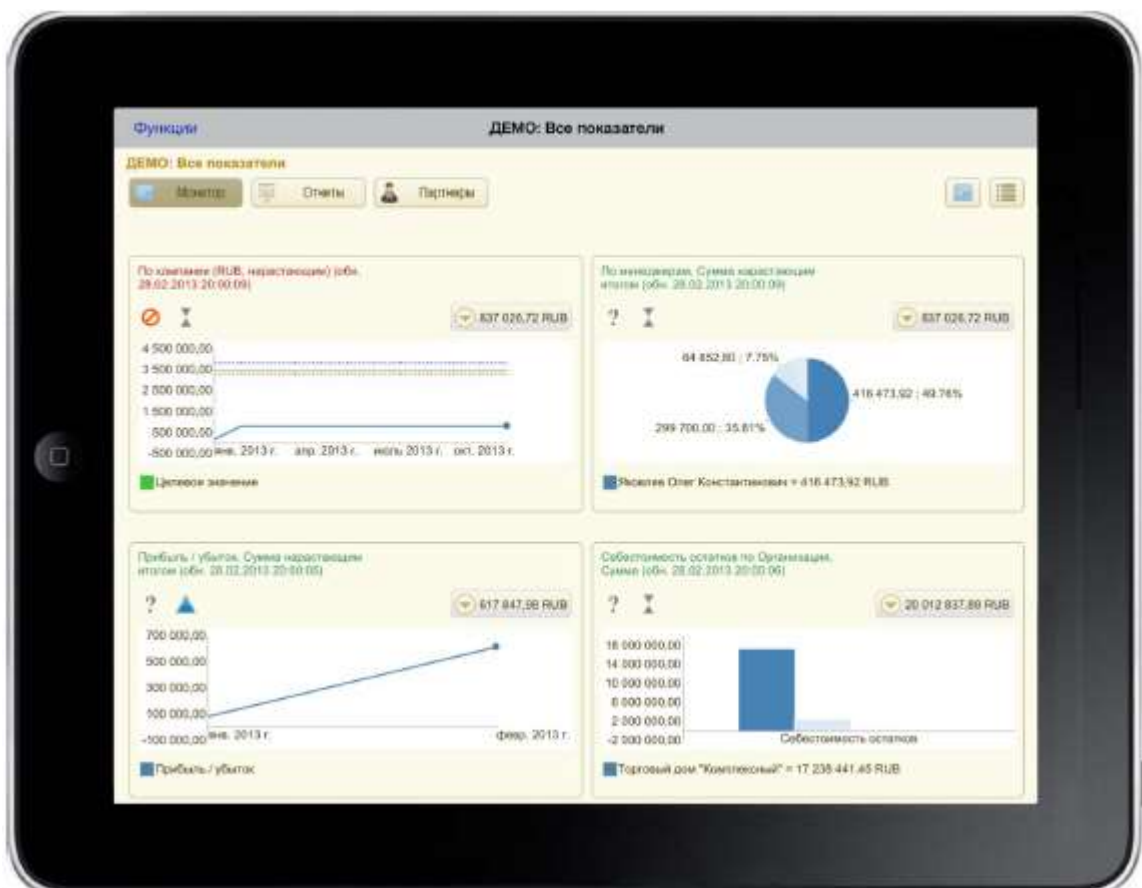 Функции
ДЕМО: Все показатели
ДЕМО: Все показатели
Монитор
Отчеты
Партнеры
По компании (RUB, нарастающим) (обн.
28.02.2013 20:00:09)
837 026,72 RUB
4 500 000,00
3 500 000,00
2 500 000,00
1 500 000,00
500 000,00
-500 000,00
янв. 2013 г. апр. 2013 г. июль 2013 г. окт. 2013 г.
Целевое значение
По менеджерам, Сумма нарастающим
итогом (обн. 28.02.2013 20:00:09)
?
837 026,72 RUB
64 852,80 ; 7.75%
416 473,92 ; 49.76%
299 700,00 ; 35.81%
Яковлев Олег Константинович = 416 473,92 RUB
Прибыль / убыток, Сумма нарастающим
итогом (обн. 28.02.2013 20:00:05)
?
617 847,98 RUB
700 000,00
500 000,00
300 000,00
100 000,00
-100 000,00
янв. 2013 г. февр. 2013 г.
Прибыль / убыток
Себестоимость остатков по Организация,
Сумма (обн. 28.02.2013 20:00:06)
?
20 012 837,88 RUB
18 000 000,00
14 000 000,00
10 000 000,00
6 000 000,00
2 000 000,00
-2 000 000,00
Себестоимость остатков
Торговый дом "Комплексный" = 17 238 441,45 RUB